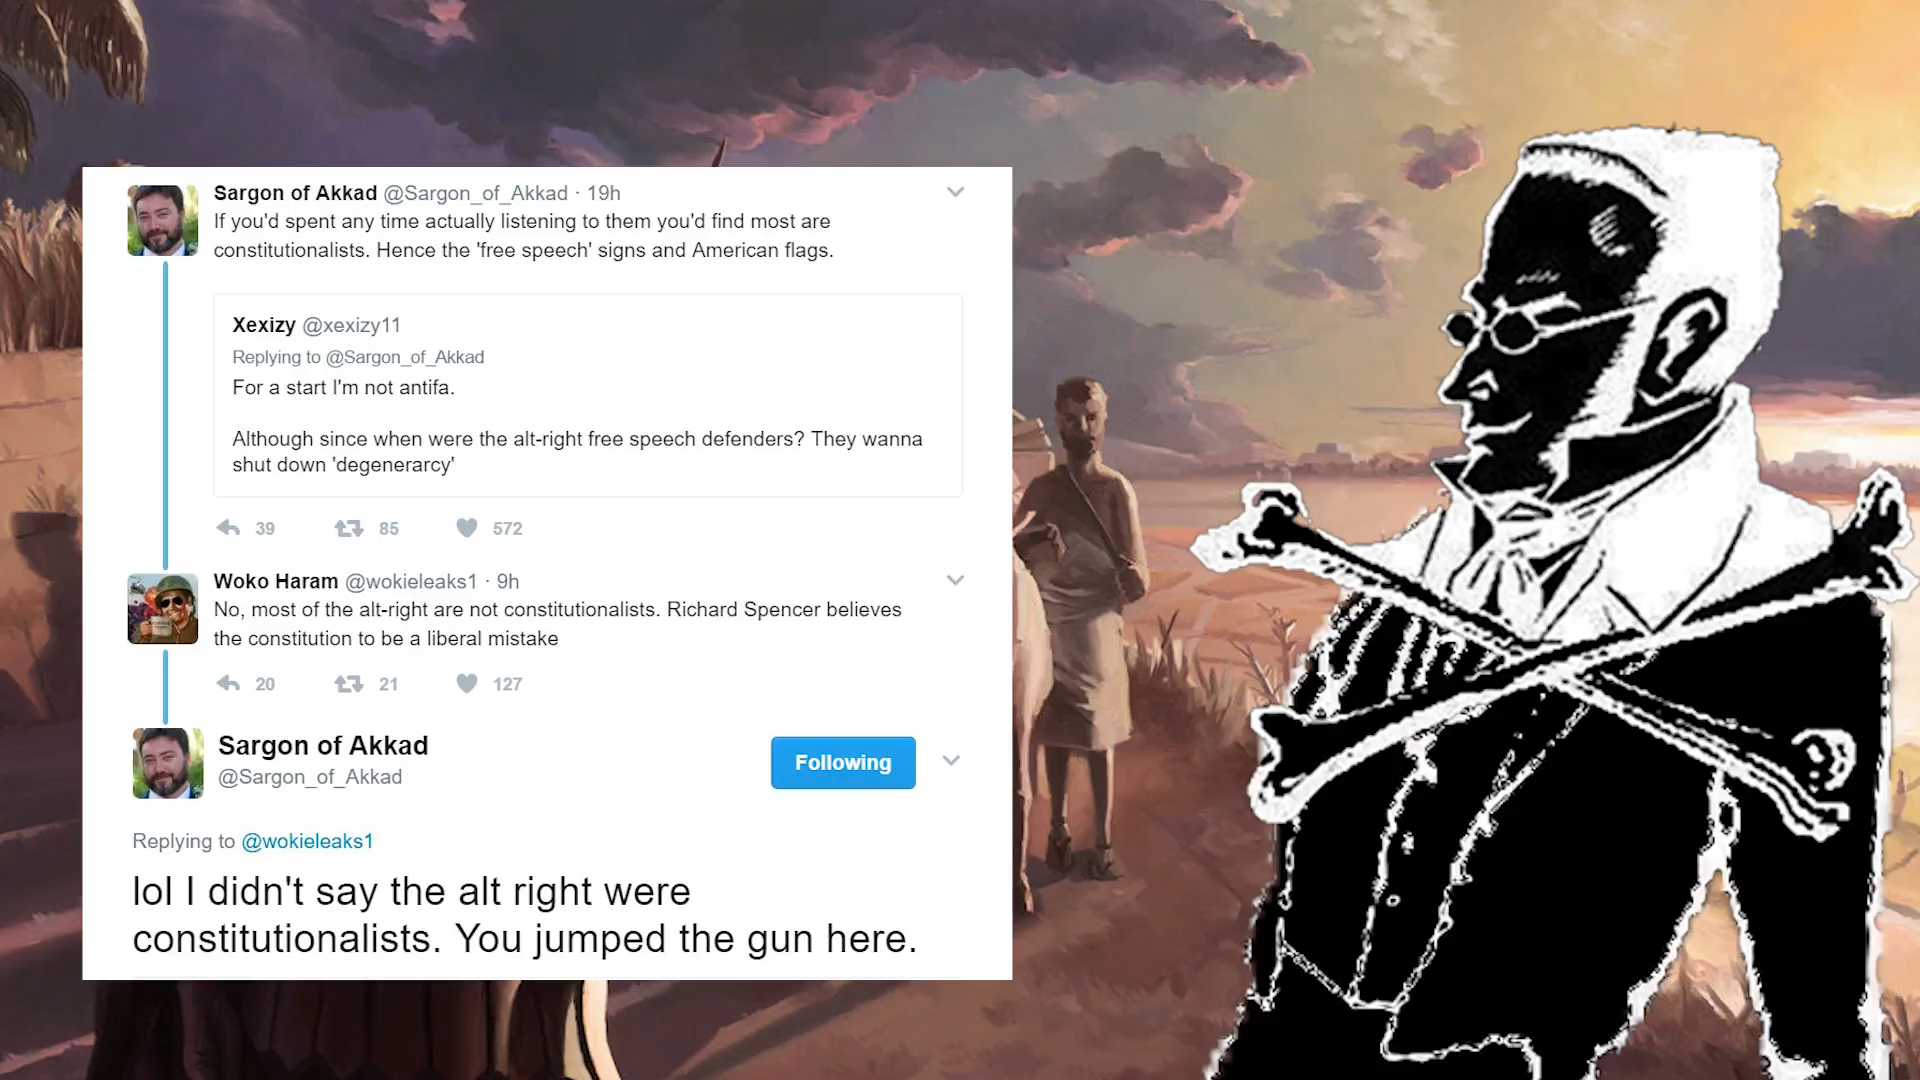 Sargon of Akkad @Sargon_of_Akkad · 19h
If you'd spent any time actually listening to them you'd find most are
constitutionalists. Hence the 'free speech' signs and American flags.
Xexizy @xexizy11
Replying to @Sargon_of_Akkad
For a start I'm not antifa.
Although since when were the alt-right free speech defenders? They wanna
shut down 'degenerarcy'
39 85 572
Woko Haram @wokieleaks1 · 9h
No, most of the alt-right are not constitutionalists. Richard Spencer believes
the constitution to be a liberal mistake
20 21 127
Sargon of Akkad
@Sargon_of_Akkad
Following
Replying to @wokieleaks1
lol I didn't say the alt right were
constitutionalists. You jumped the gun here.